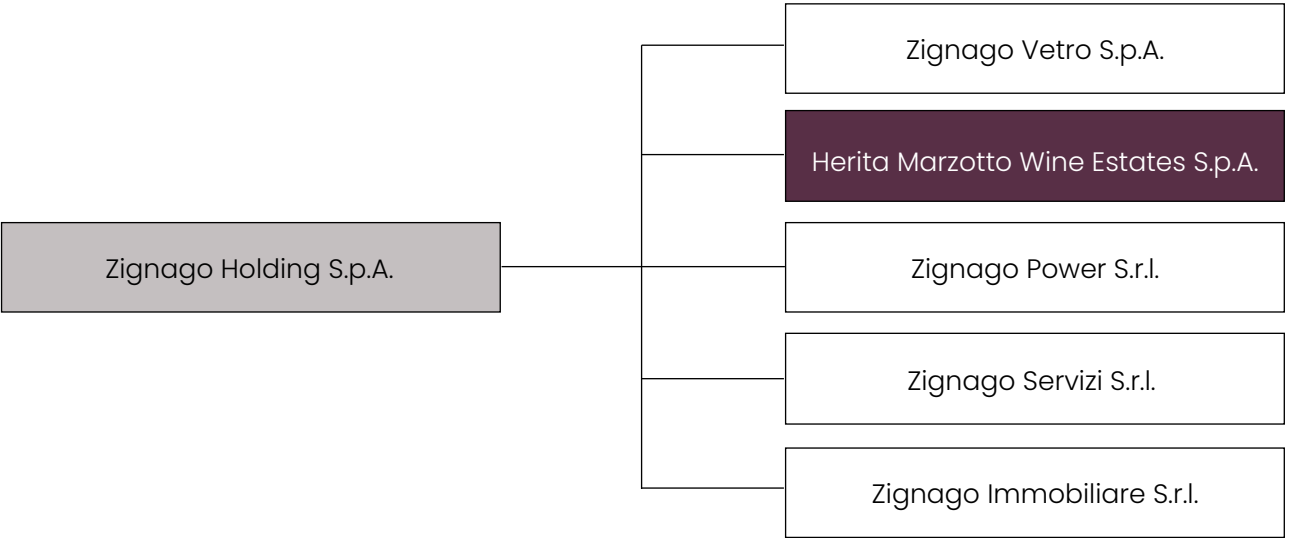 Zignago Vetro S.p.A.
Herita Marzotto Wine Estates S.p.A.
Zignago Holding S.p.A.
Zignago Power S.r.l.
Zignago Servizi S.r.l.
Zignago Immobiliare S.r.l.